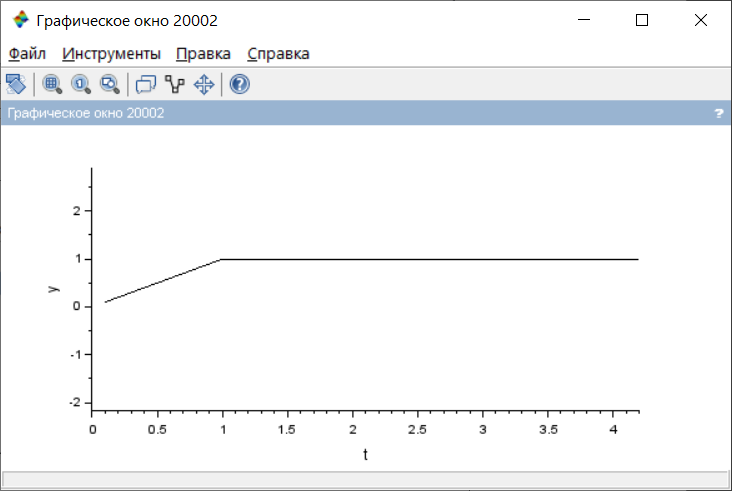 Графическое окно 20002
Файл Инструменты Правка Справка
Графическое окно 20002 ?
2
1
0
-1
-2
y
0 0.5 1 1.5 2 2.5 3 3.5 4
t